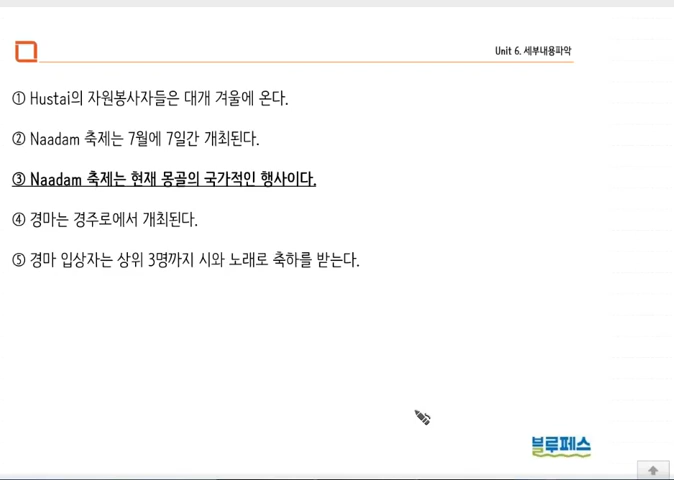 Unit 6. 세부내용파악
① Hustai의 자원봉사자들은 대개 겨울에 온다.
② Naadam 축제는 7월에 7일간 개최된다.
③ Naadam 축제는 현재 몽골의 국가적인 행사이다.
④ 경마는 경주로에서 개최된다.
⑤ 경마 입상자는 상위 3명까지 시와 노래로 축하를 받는다.
블루페스